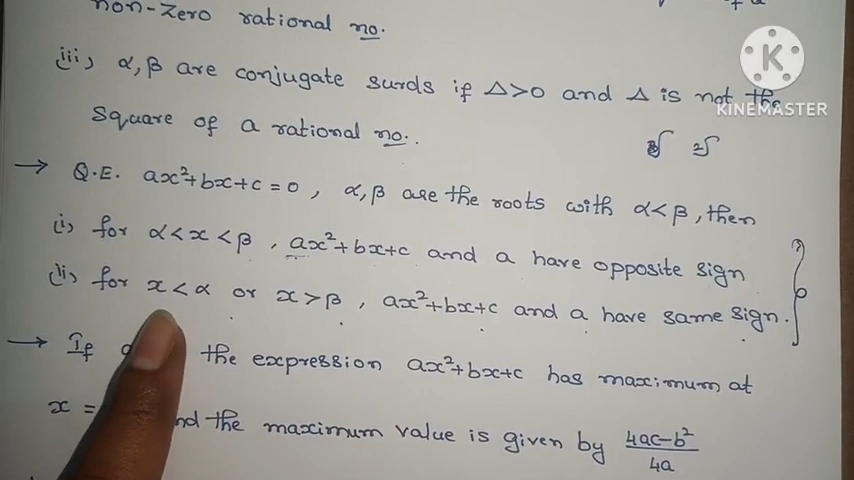 non-zero rational no.
(iii) α, β are conjugate surds if Δ>0 and Δ is not the
square of a rational no.
→ Q.E. ax²+bx+c=0, α, β are the roots with α<β, then
(i) for α<x<β, ax²+bx+c and a have opposite sign
(ii) for x<α or x>β, ax²+bx+c and a have same sign.
→ If the expression ax²+bx+c has maximum at
x = and the maximum value is given by (4ac-b²)/4a
KINEMASTER